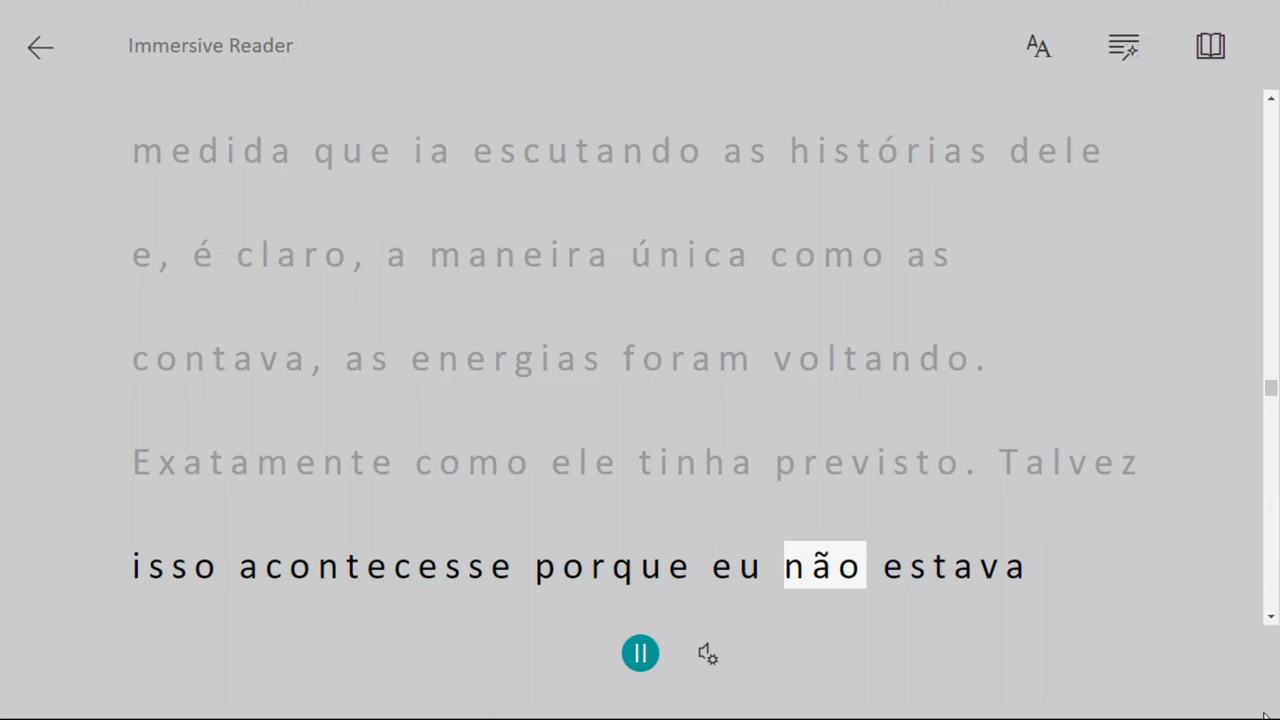 Immersive Reader
medida que ia escutando as histórias dele
e, é claro, a maneira única como as
contava, as energias foram voltando.
Exatamente como ele tinha previsto. Talvez
isso acontecesse porque eu não estava